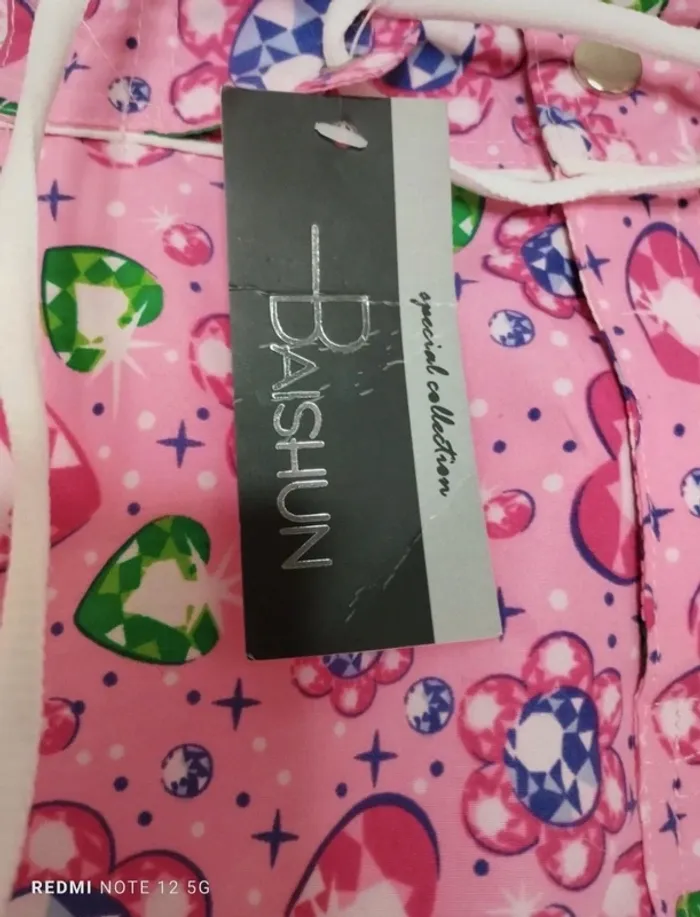 BAISHUN
special collection
REDMI NOTE 12 5G